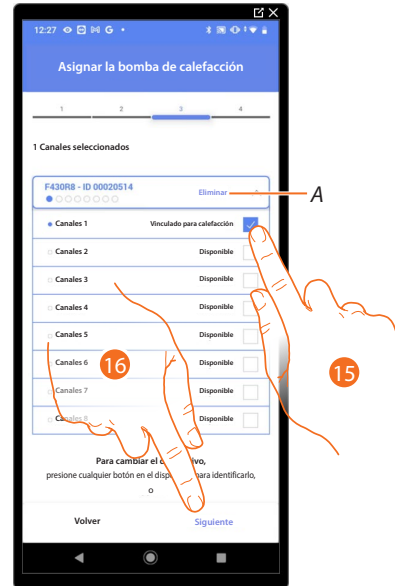 12:27 G
Asignar la bomba de calefacción
1 2 3 4
1 Canales seleccionados
F430R8 - ID 00020514 Eliminar
A
Canales 1 Vinculado para calefacción
Canales 2 Disponible
Canales 3 Disponible
Canales 4 Disponible
Canales 5 Disponible
Canales 6 Disponible
16
15
Canales 7 Disponible
Canales 8 Disponible
Para cambiar el d ivo,
presione cualquier botón en el disp para identificarlo,
o
Volver Siguiente